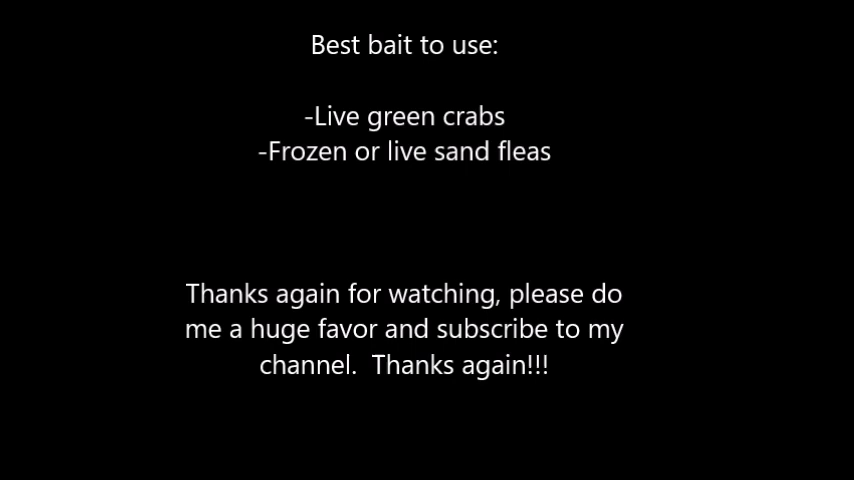 Best bait to use:
-Live green crabs
-Frozen or live sand fleas
Thanks again for watching, please do
me a huge favor and subscribe to my
channel.  Thanks again!!!